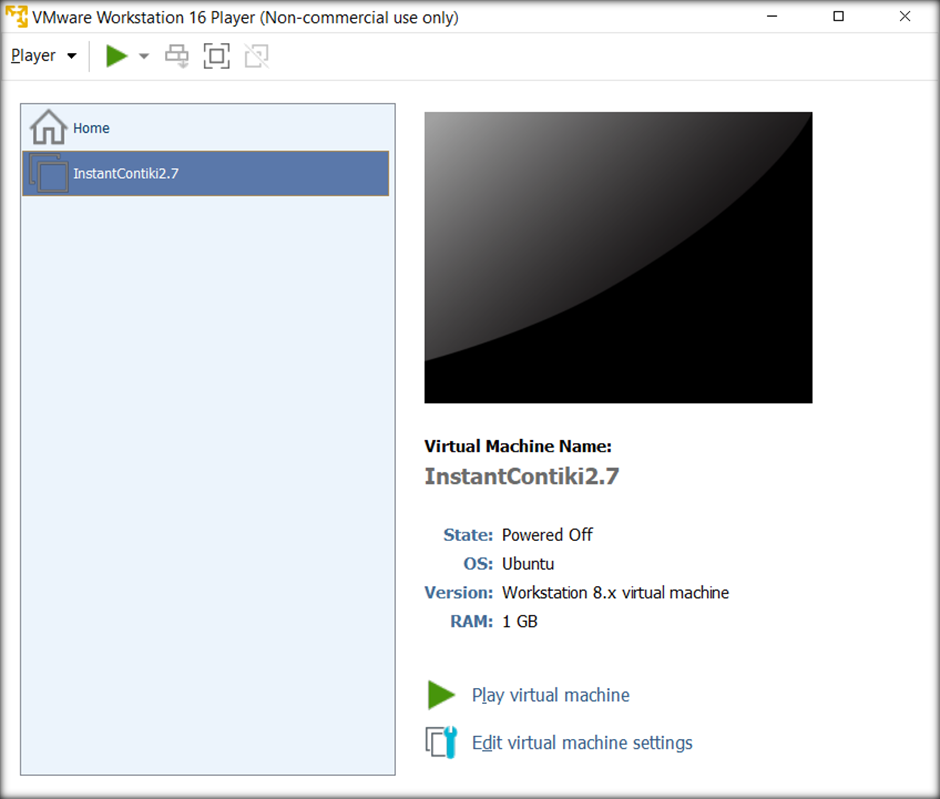 VMware Workstation 16 Player (Non-commercial use only)
Player
Home
InstantContiki2.7
Virtual Machine Name:
InstantContiki2.7
State: Powered Off
OS: Ubuntu
Version: Workstation 8.x virtual machine
RAM: 1 GB
Play virtual machine
Edit virtual machine settings